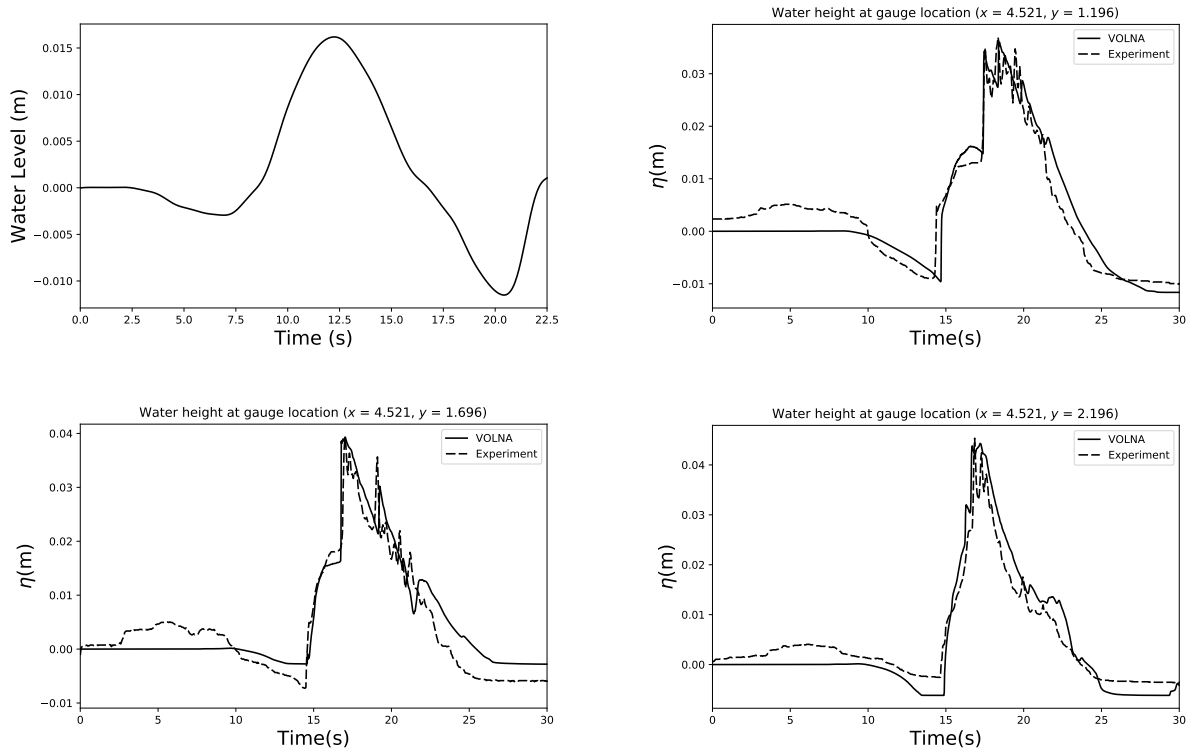 0.015
0.010
0.005
0.000
−0.005
−0.010
Water Level (m)
0.0 2.5 5.0 7.5 10.0 12.5 15.0 17.5 20.0 22.5
Time (s)
Water height at gauge location (x = 4.521, y = 1.196)
VOLNA
Experiment
0.03
0.02
0.01
0.00
−0.01
η(m)
0 5 10 15 20 25 30
Time(s)
Water height at gauge location (x = 4.521, y = 1.696)
VOLNA
Experiment
0.04
0.03
0.02
0.01
0.00
−0.01
η(m)
0 5 10 15 20 25 30
Time(s)
Water height at gauge location (x = 4.521, y = 2.196)
VOLNA
Experiment
0.04
0.03
0.02
0.01
0.00
η(m)
0 5 10 15 20 25 30
Time(s)